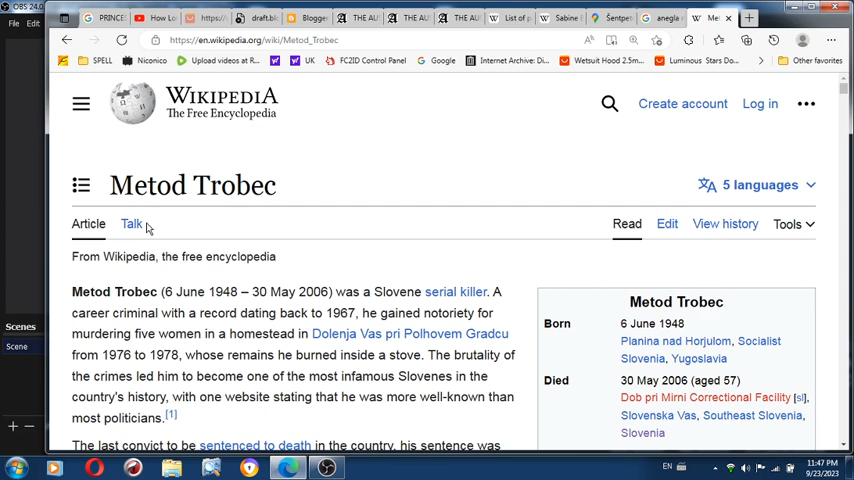 OBS 24.0
PRINCES
How Lo
https://
draft.blo
Blogger
THE AU
THE AU
THE AU
List of p
Sabine E
Šentpet
anegla r
Met
File Edit
https://en.wikipedia.org/wiki/Metod_Trobec
SPELL
Niconico
Upload videos at R...
UK
FC2ID Control Panel
Google
Internet Archive: Di...
Wetsuit Hood 2.5m...
Luminous Stars Do...
Other favorites
WIKIPEDIA
The Free Encyclopedia
Create account Log in
Metod Trobec
5 languages
Article Talk
Read Edit View history Tools
From Wikipedia, the free encyclopedia
Metod Trobec (6 June 1948 – 30 May 2006) was a Slovene serial killer. A
career criminal with a record dating back to 1967, he gained notoriety for
murdering five women in a homestead in Dolenja Vas pri Polhovem Gradcu
from 1976 to 1978, whose remains he burned inside a stove. The brutality of
the crimes led him to become one of the most infamous Slovenes in the
country's history, with one website stating that he was more well-known than
most politicians.[1]
The last convict to be sentenced to death in the country, his sentence was
Metod Trobec
Born 6 June 1948
Planina nad Horjulom, Socialist
Slovenia, Yugoslavia
Died 30 May 2006 (aged 57)
Dob pri Mirni Correctional Facility [sl],
Slovenska Vas, Southeast Slovenia,
Slovenia
Scenes
Scene
EN
11:47 PM
9/23/2023